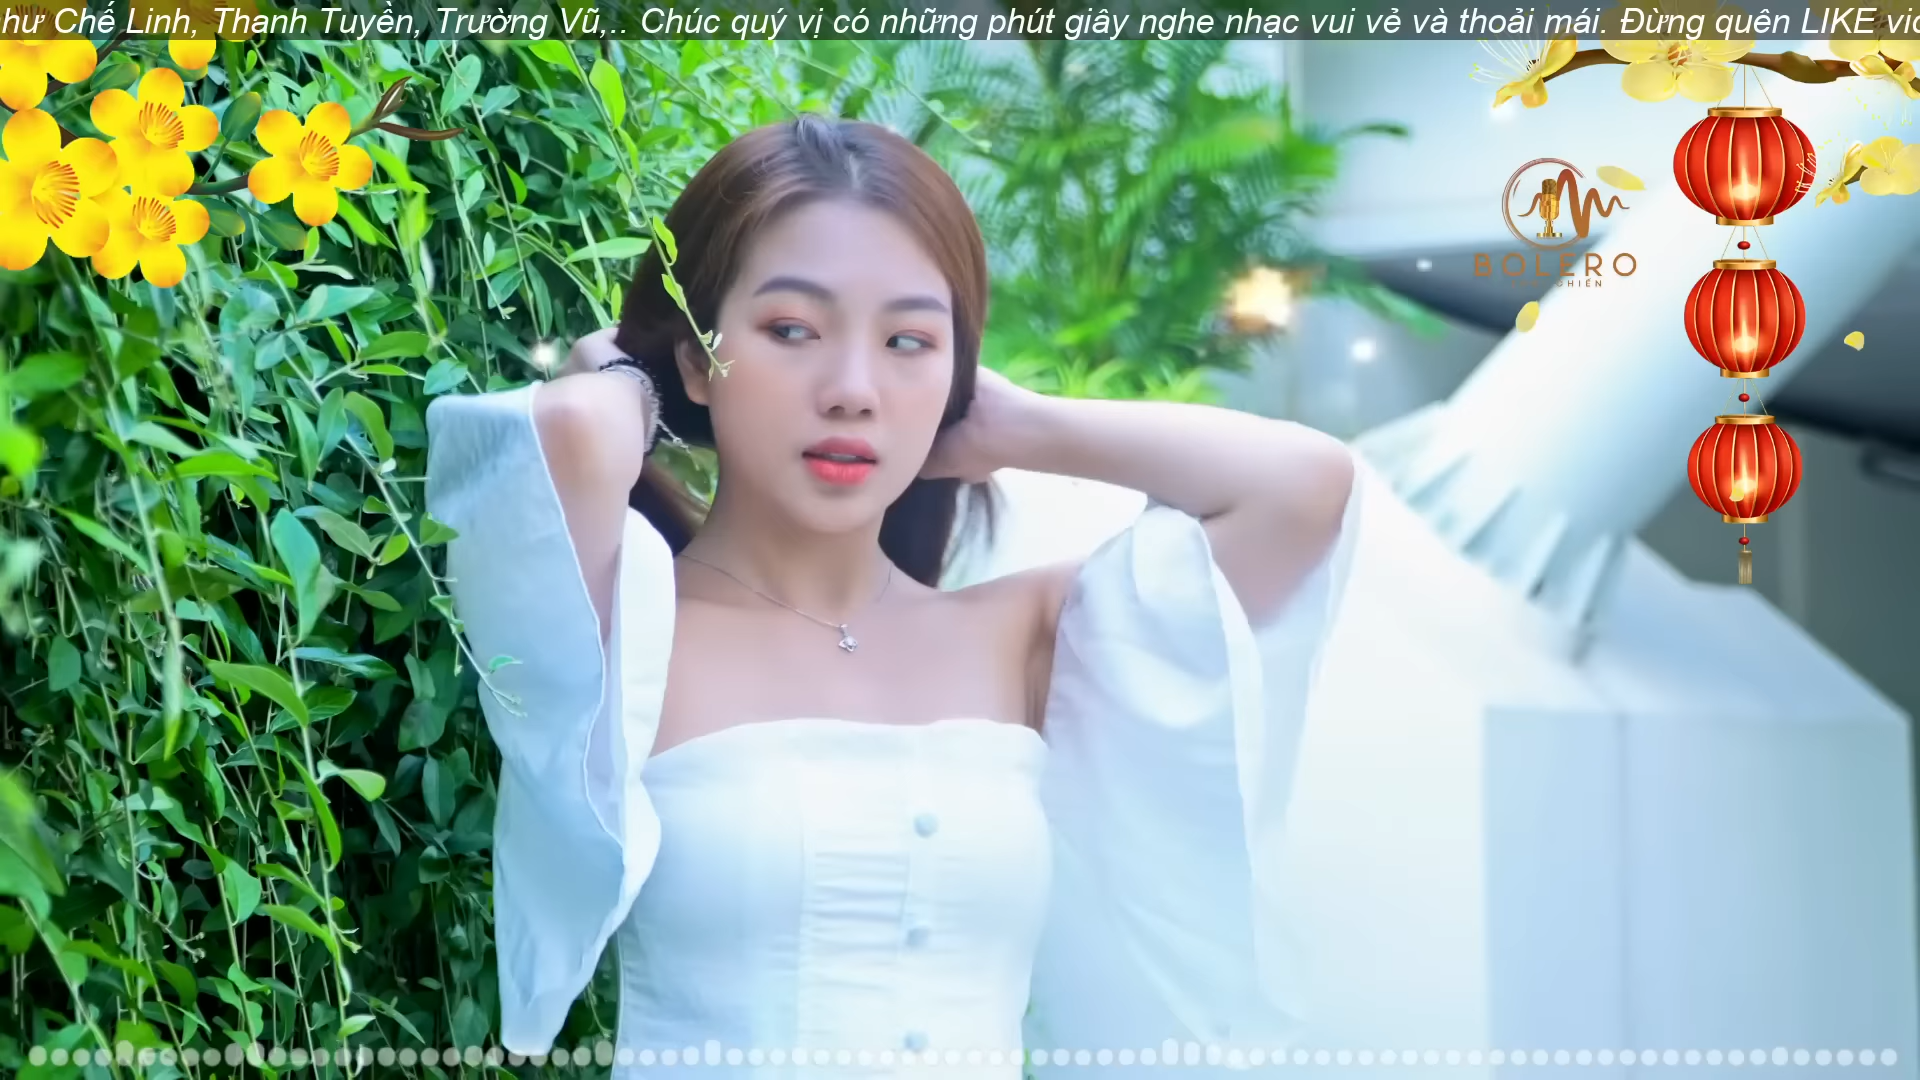 hư Chế Linh, Thanh Tuyền, Trường Vũ,.. Chúc quý vị có những phút giây nghe nhạc vui vẻ và thoải mái. Đừng quên LIKE vid
BOLERO